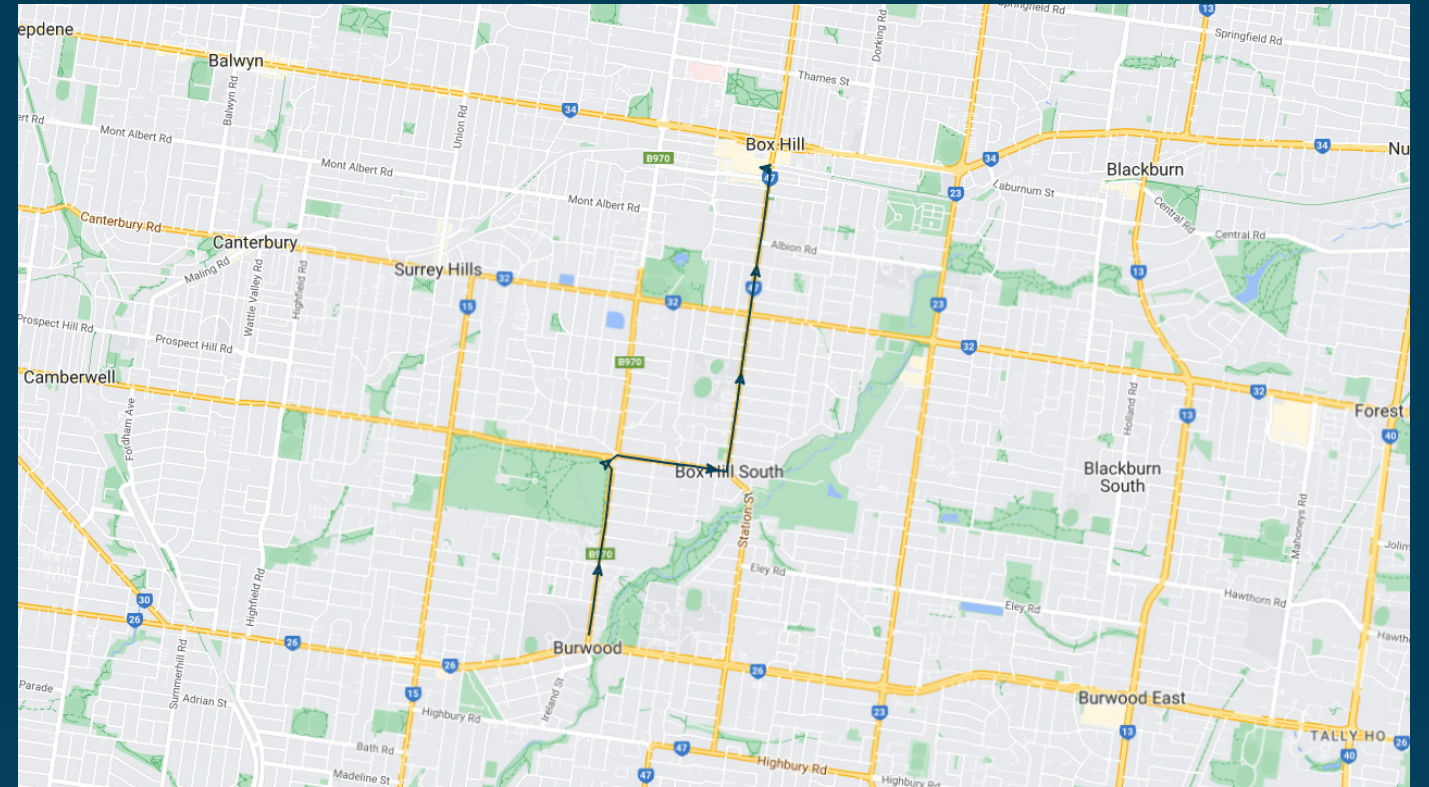 epdene
13
Springfield Rd
Dorking Rd
Balwyn
Thames St
Balwyn Rd
Union Rd
34
ert Rd
Mont Albert Rd
Box Hill
34
Nu
B970
34
Mont Albert Rd
47
Blackburn
23
Laburnum St
Mont Albert Rd
Central Rd
Canterbury Rd
Canterbury
Albion Rd
Central Rd
Maling Rd
Wattle Valley Rd
Highfield Rd
Surrey Hills
32
13
47
15
32
23
Prospect Hill Rd
Prospect Hill Rd
32
B970
Camberwell
32
Holland Rd
Fordham Ave
13
Forest
40
Box Hill South
Blackburn
South
Station St
Mahoneys Rd
B970
Jolim
Eley Rd
Highfield Rd
30
26
Eley Rd
Hawthorn Rd
Hawth
26
Burwood
26
26
Summerhill Rd
Parade
Adrian St
15
Ireland St
Highbury Rd
23
Burwood East
13
TALLY HO
26
Bath Rd
47
40
Madeline St
47
Highbury Rd
Highbury Rd